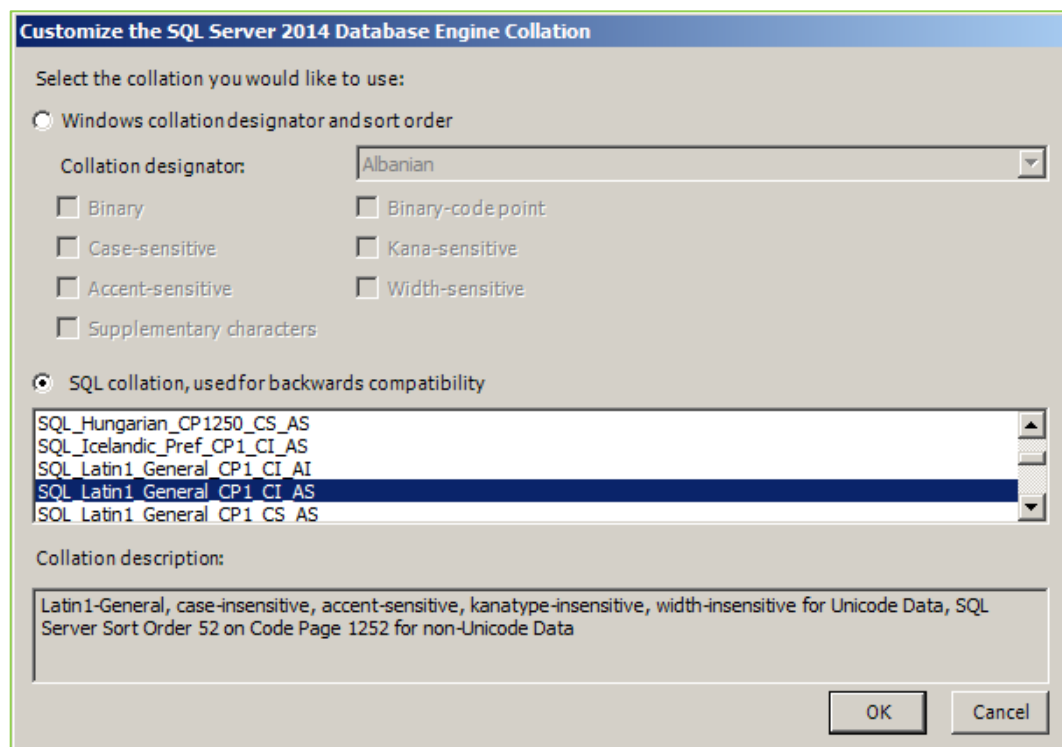 Customize the SQL Server 2014 Database Engine Collation
Select the collation you would like to use:
Windows collation designator and sort order
Collation designator:
Albanian
Binary
Binary-code point
Case-sensitive
Kana-sensitive
Accent-sensitive
Width-sensitive
Supplementary characters
SQL collation, used for backwards compatibility
SQL_Hungarian_CP1250_CS_AS
SQL_Icelandic_Pref_CP1_CI_AS
SQL_Latin1_General_CP1_CI_AI
SQL_Latin1_General_CP1_CI_AS
SQL_Latin1_General_CP1_CS_AS
Collation description:
Latin1-General, case-insensitive, accent-sensitive, kanatype-insensitive, width-insensitive for Unicode Data, SQL
Server Sort Order 52 on Code Page 1252 for non-Unicode Data
OK
Cancel